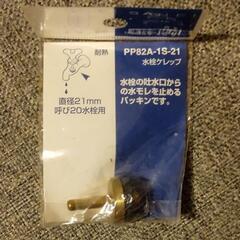 耐熱
PP82A-1S-21
水栓ケレップ
直径21mm
呼び20水栓用
水栓の吐水口から
の水モレを止める
パッキンです。